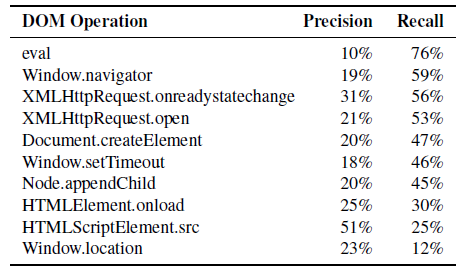 DOM Operation Precision Recall
eval 10% 76%
Window.navigator 19% 59%
XMLHttpRequest.onreadystatechange 31% 56%
XMLHttpRequest.open 21% 53%
Document.createElement 20% 47%
Window.setTimeout 18% 46%
Node.appendChild 20% 45%
HTMLElement.onload 25% 30%
HTMLScriptElement.src 51% 25%
Window.location 23% 12%